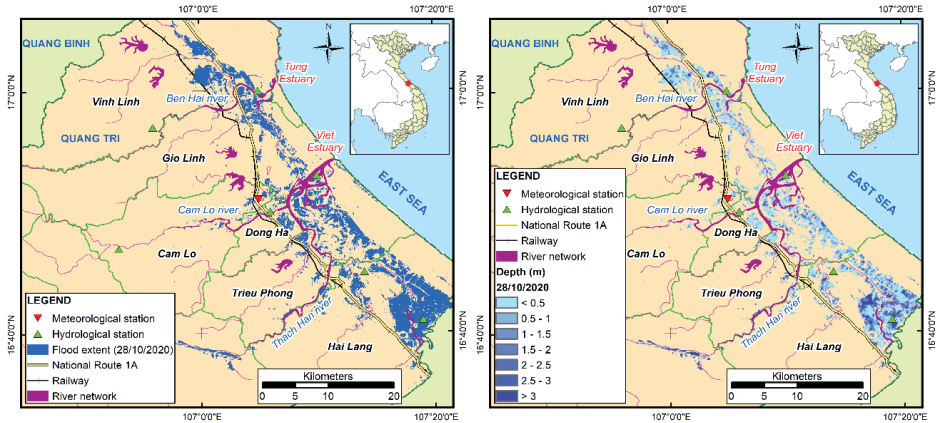 107°0'0"E
107°20'0"E
QUANG BINH
N
Tung
Estuary
17°0'0"N
Vinh Linh
Ben Hai river
QUANG TRI
Viet
Estuary
Gio Linh
EAST SEA
Cam Lo river
Dong Ha
Cam Lo
Trieu Phong
Thach Han river
Hai Lang
16°40'0"N
LEGEND
Meteorological station
Hydrological station
Flood extent (28/10/2020)
National Route 1A
Railway
River network
Kilometers
0 5 10 20
107°0'0"E
107°20'0"E
107°0'0"E
107°20'0"E
QUANG BINH
N
Tung
Estuary
17°0'0"N
17°0'0"N
Vinh Linh
Ben Hai river
QUANG TRI
Viet
Estuary
Gio Linh
EAST SEA
LEGEND
Meteorological station
Hydrological station
National Route 1A
Railway
River network
Depth (m)
28/10/2020
< 0.5
0.5 - 1
1 - 1.5
1.5 - 2
2 - 2.5
2.5 - 3
> 3
Cam Lo river
Dong Ha
Cam Lo
Trieu Phong
Thach Han river
Hai Lang
16°40'0"N
16°40'0"N
Kilometers
0 5 10 20
107°0'0"E
107°20'0"E